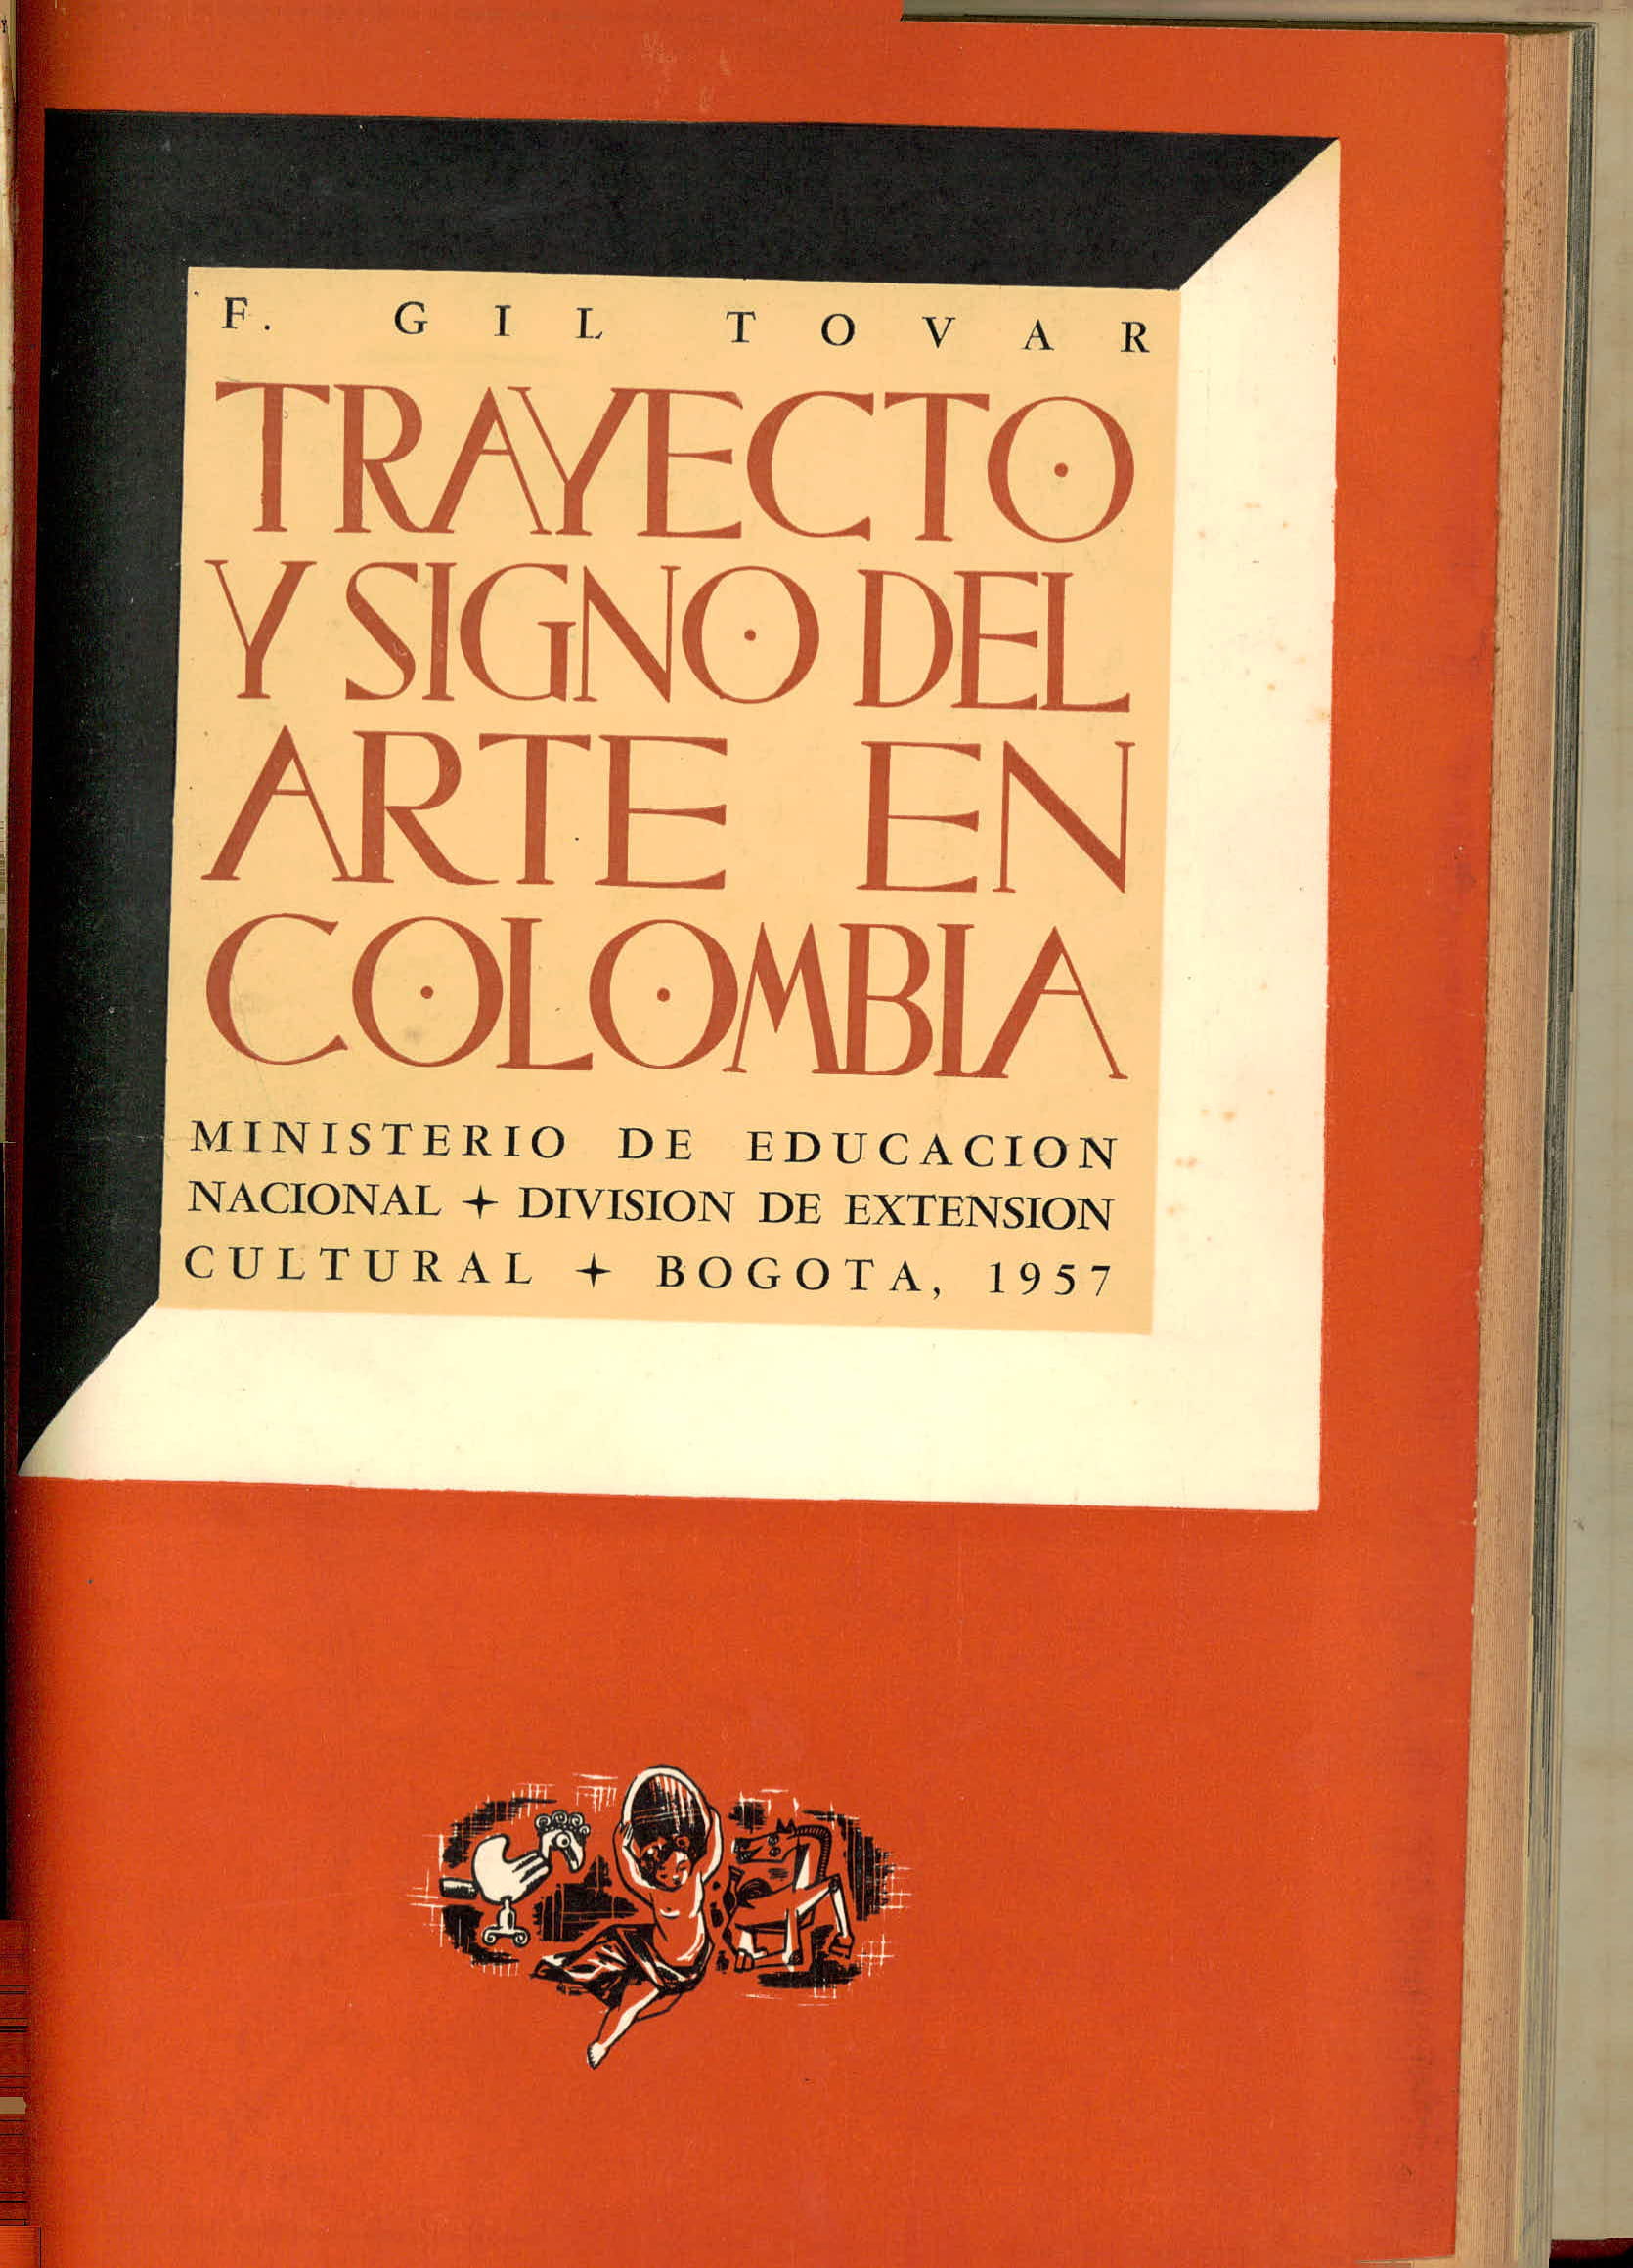 F. GIL TOVAR
TRAYECTO
Y SIGNO DEL
ARTE EN
COLOMBIA
MINISTERIO DE EDUCACION
NACIONAL + DIVISION DE EXTENSION
CULTURAL + BOGOTA, 1957